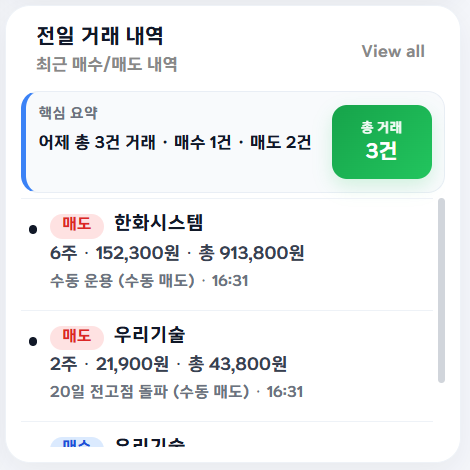 전일 거래 내역
최근 매수/매도 내역
View all
핵심 요약
어제 총 3건 거래 · 매수 1건 · 매도 2건
총 거래
3건
매도 한화시스템
6주 · 152,300원 · 총 913,800원
수동 운용 (수동 매도) · 16:31
매도 우리기술
2주 · 21,900원 · 총 43,800원
20일 전고점 돌파 (수동 매도) · 16:31
매수 우리기술